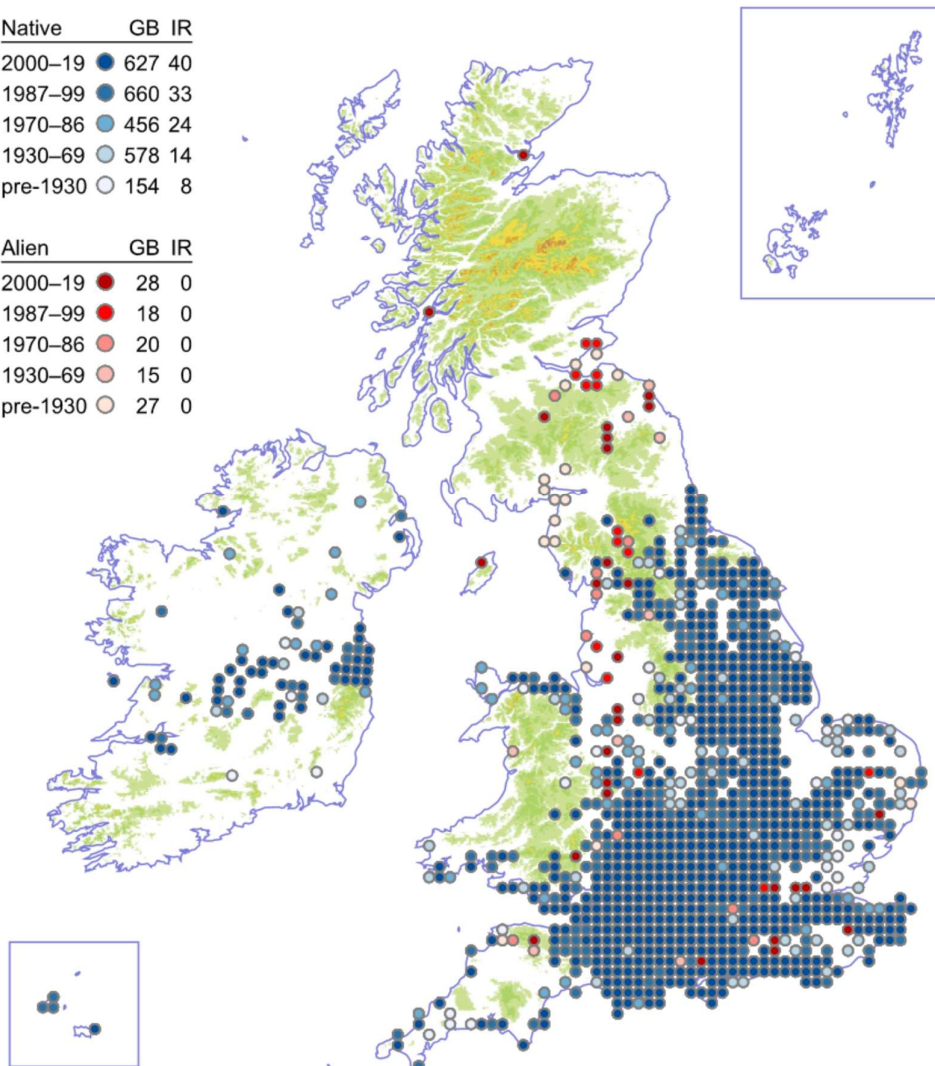 Native GB IR
2000–19 627 40
1987–99 660 33
1970–86 456 24
1930–69 578 14
pre-1930 154 8
Alien GB IR
2000–19 28 0
1987–99 18 0
1970–86 20 0
1930–69 15 0
pre-1930 27 0